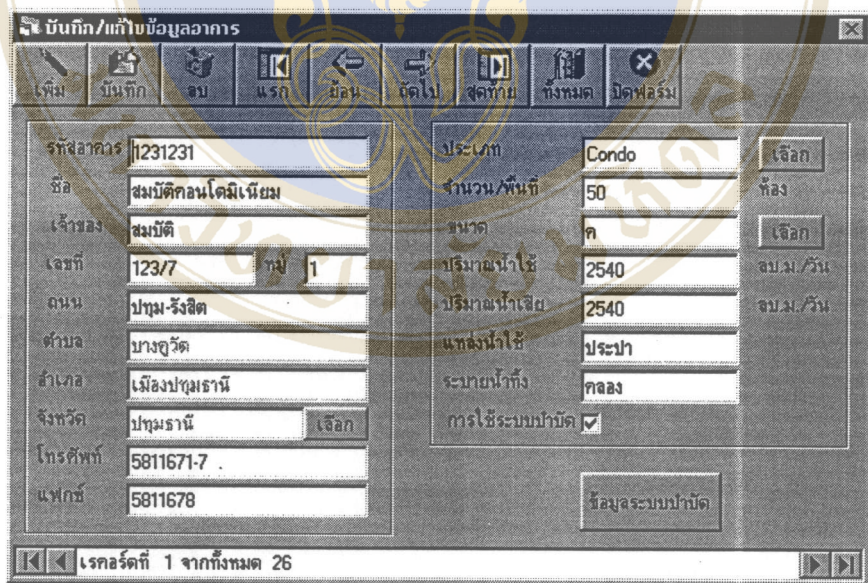 บันทึก/แก้ไขข้อมูลอาคาร
เพิ่ม บันทึก ลบ แรก ย้อน ถัดไป สุดท้าย ทั้งหมด ปิดฟอร์ม
รหัสอาคาร 1231231
ชื่อ สมบัติคอนโดมิเนียม
เจ้าของ สมบัติ
เลขที่ 123/7 หมู่ 1
ถนน ปทุม-รังสิต
ตำบล บางคูวัด
อำเภอ เมืองปทุมธานี
จังหวัด ปทุมธานี เลือก
โทรศัพท์ 5811671-7
แฟกซ์ 5811678
ประเภท Condo เลือก
จำนวน/พื้นที่ 50 ห้อง
ขนาด ค เลือก
ปริมาณน้ำใช้ 2540 ลบ.ม./วัน
ปริมาณน้ำเสีย 2540 ลบ.ม./วัน
แหล่งน้ำใช้ ประปา
ระบายน้ำทิ้ง คลอง
การใช้ระบบบำบัด
ข้อมูลระบบบำบัด
เรคอร์ดที่ 1 จากทั้งหมด 26